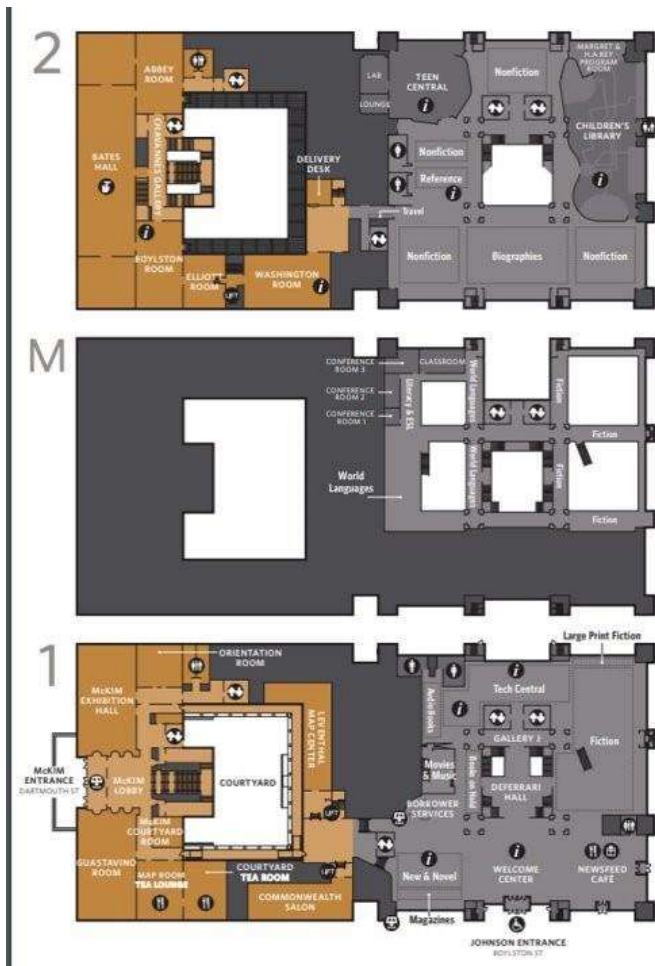 2
ABBEY
ROOM
BATES
HALL
CHAVANNES GALLERY
BOYLSTON
ROOM
ELLIOTT
ROOM
LIFT
WASHINGTON
ROOM
DELIVERY
DESK
LAB
LOUNGE
TEEN
CENTRAL
Nonfiction
MARGRET &
H.A. REY
PROGRAM
ROOM
CHILDREN'S
LIBRARY
Nonfiction
Reference
Travel
Nonfiction
Biographies
Nonfiction
M
CONFERENCE
ROOM 3
CLASSROOM
CONFERENCE
ROOM 2
CONFERENCE
ROOM 1
Literacy & ESL
World Languages
World Languages
World
Languages
Fiction
Fiction
Fiction
Fiction
1
ORIENTATION
ROOM
McKIM
EXHIBITION
HALL
McKIM
ENTRANCE
DARTMOUTH ST
McKIM
LOBBY
McKIM
COURTYARD
ROOM
GUASTAVINO
ROOM
MAP ROOM
TEA LOUNGE
COURTYARD
TEA ROOM
COURTYARD
LEVENTHAL
MAP CENTER
LIFT
LIFT
COMMONWEALTH
SALON
Large Print Fiction
Tech Central
Audio Books
GALLERY J
Fiction
Movies
& Music
Books on Hold
DEFERRARI
HALL
BORROWER
SERVICES
New & Novel
Magazines
WELCOME
CENTER
NEWSFEED
CAFÉ
JOHNSON ENTRANCE
BOYLSTON ST